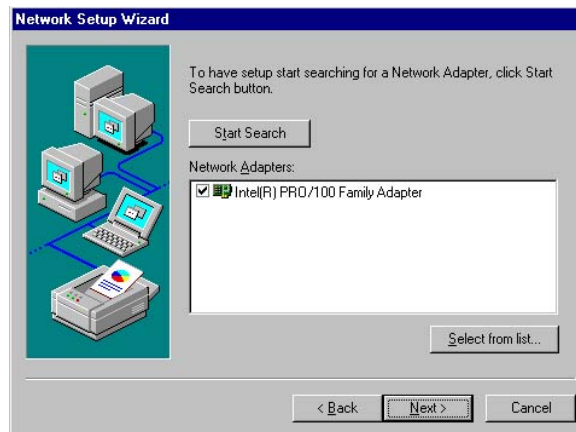 Network Setup Wizard
To have setup start searching for a Network Adapter, click Start
Search button.
Start Search
Network Adapters:
Intel(R) PRO/100 Family Adapter
Select from list...
< Back
Next >
Cancel